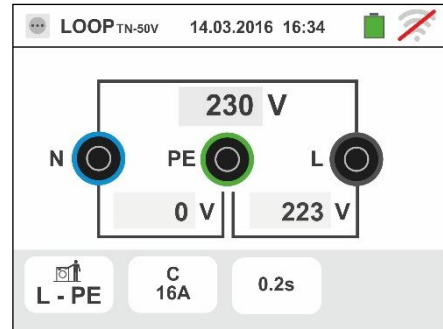 LOOP TN-50V 14.03.2016 16:34
230 V
N PE L
0 V 223 V
L - PE
C
16A
0.2s